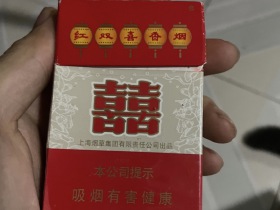 红双喜香烟
囍
上海烟草集团有限责任公司出品
本公司提示
吸烟有害健康